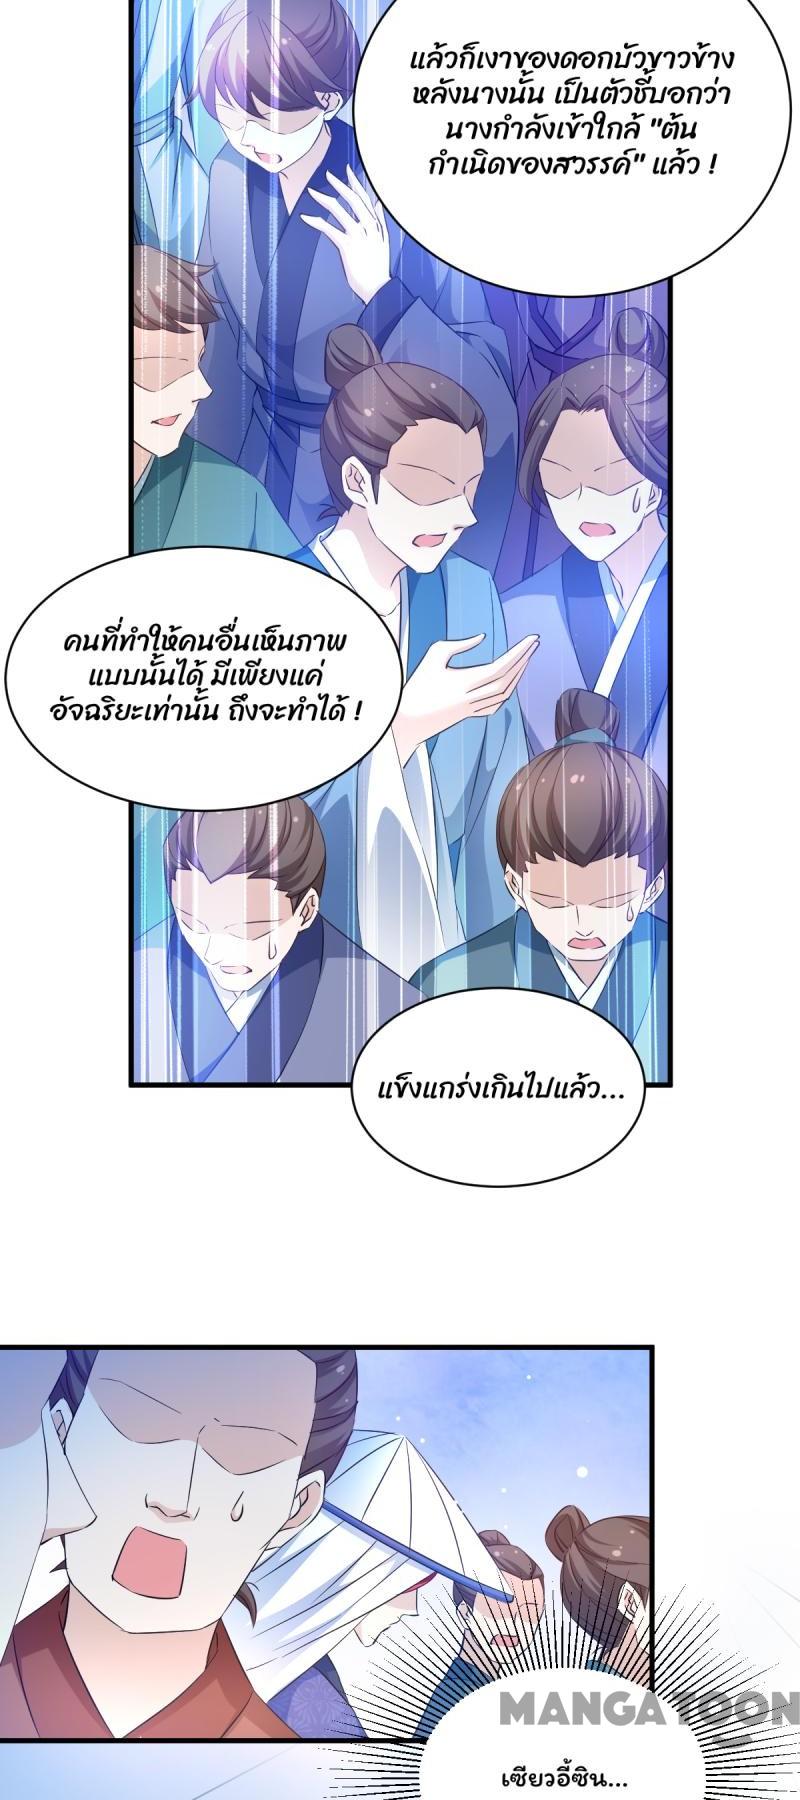 แล้วก็เงาของดอกบัวขาวข้าง
หลังนางนั้น เป็นตัวชี้บอกว่า
นางกำลังเข้าใกล้ "ต้น
กำเนิดของสวรรค์" แล้ว !
คนที่ทำให้คนอื่นเห็นภาพ
แบบนั้นได้ มีเพียงแค่
อัจฉริยะเท่านั้น ถึงจะทำได้ !
แข็งแกร่งเกินไปแล้ว...
MANGATOON
เซียวอี้ซิน...